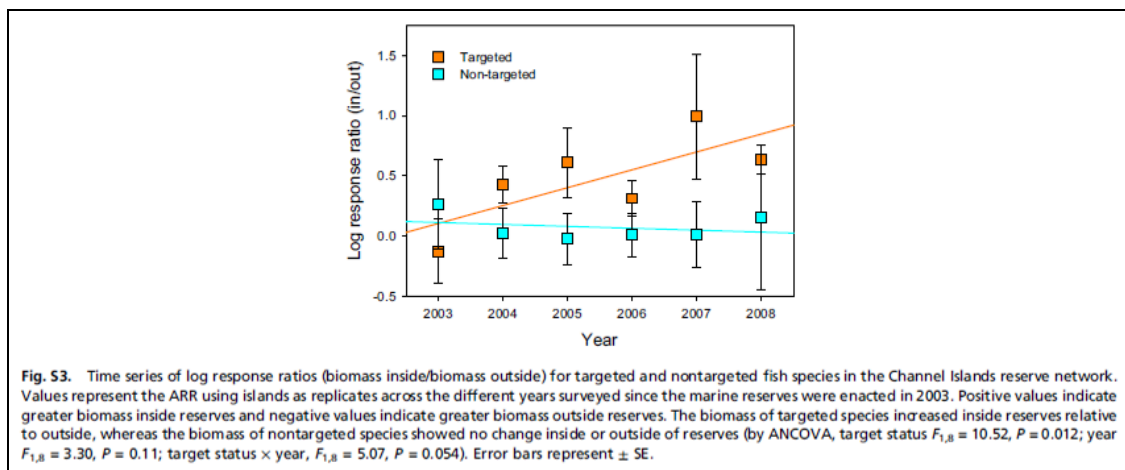 1.5
Targeted
Non-targeted
1.0
0.5
0.0
-0.5
Log response ratio (in/out)
2003 2004 2005 2006 2007 2008
Year
Fig. S3. Time series of log response ratios (biomass inside/biomass outside) for targeted and nontargeted fish species in the Channel Islands reserve network.
Values represent the ARR using islands as replicates across the different years surveyed since the marine reserves were enacted in 2003. Positive values indicate
greater biomass inside reserves and negative values indicate greater biomass outside reserves. The biomass of targeted species increased inside reserves relative
to outside, whereas the biomass of nontargeted species showed no change inside or outside of reserves (by ANCOVA, target status F1,8 = 10.52, P = 0.012; year
F1,8 = 3.30, P = 0.11; target status × year, F1,8 = 5.07, P = 0.054). Error bars represent ± SE.